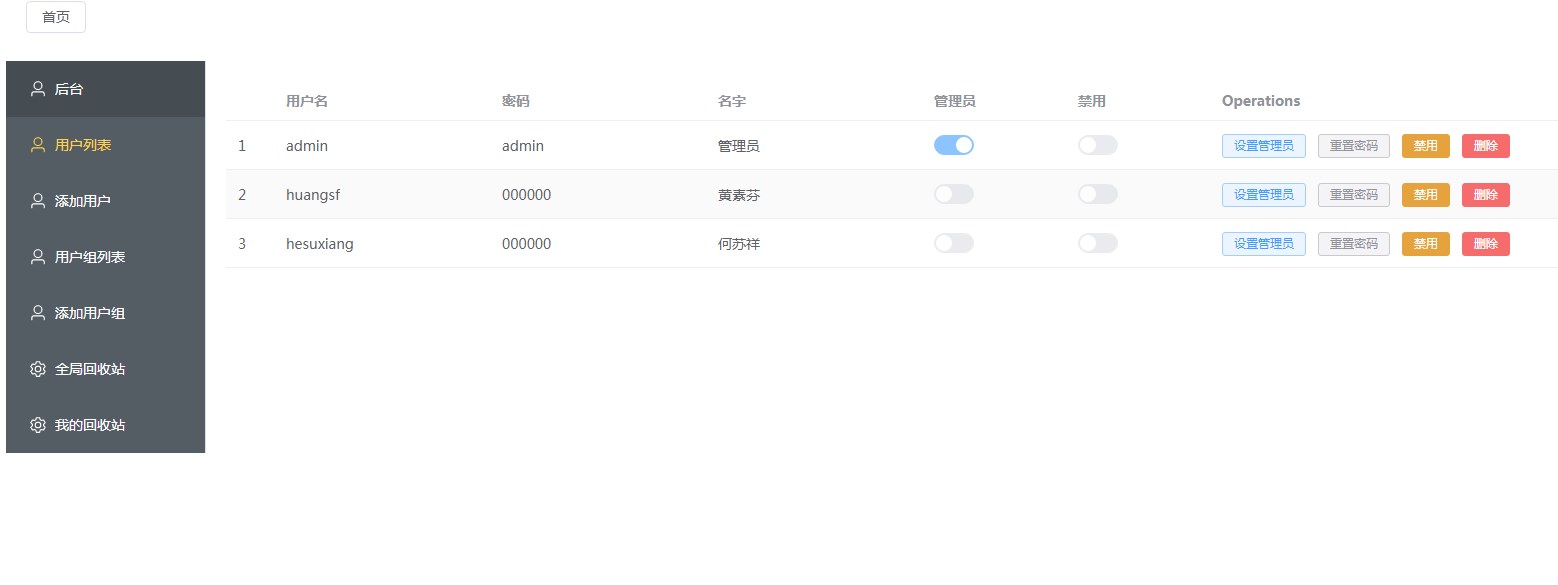 首页
后台
用户列表
添加用户
用户组列表
添加用户组
全局回收站
我的回收站
用户名 密码 名字 管理员 禁用 Operations
1 admin admin 管理员 设置管理员 重置密码 禁用 删除
2 huangsf 000000 黄素芬 设置管理员 重置密码 禁用 删除
3 hesuxiang 000000 何苏祥 设置管理员 重置密码 禁用 删除